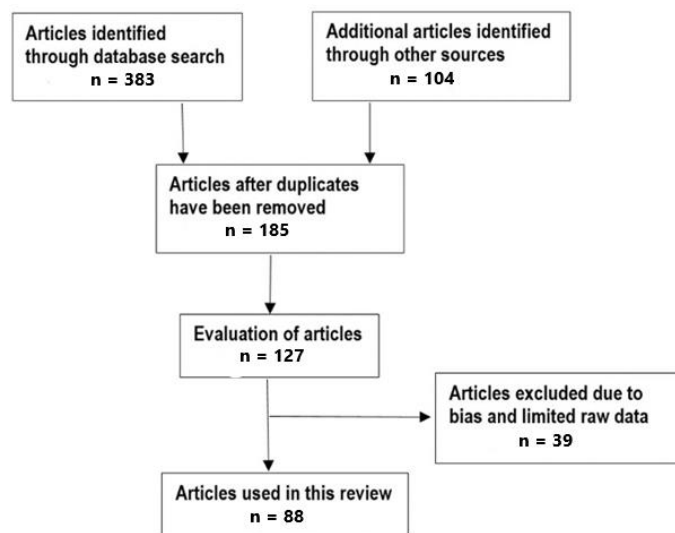 Articles identified
through database search
n = 383
Additional articles identified
through other sources
n = 104
Articles after duplicates
have been removed
n = 185
Evaluation of articles
n = 127
Articles excluded due to
bias and limited raw data
n = 39
Articles used in this review
n = 88